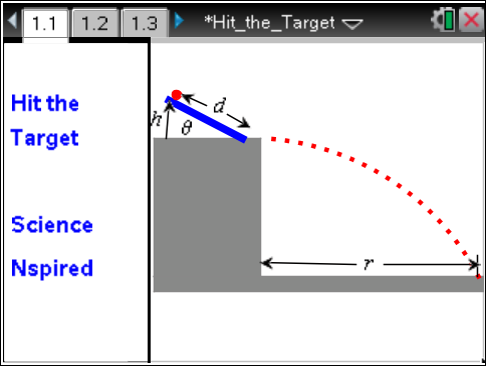 1.1 1.2 1.3 *Hit_the_Target
Hit the
Target
Science
Nspired
h
d
θ
r